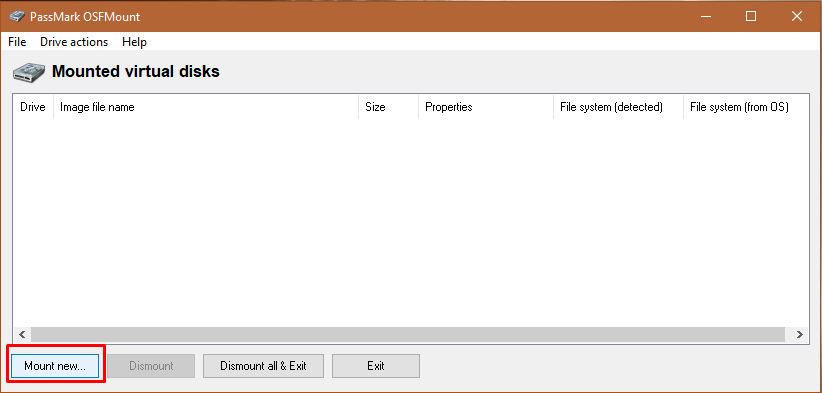 PassMark OSFMount
File Drive actions Help
Mounted virtual disks
Drive Image file name Size Properties File system (detected) File system (from OS)
Mount new... Dismount Dismount all & Exit Exit